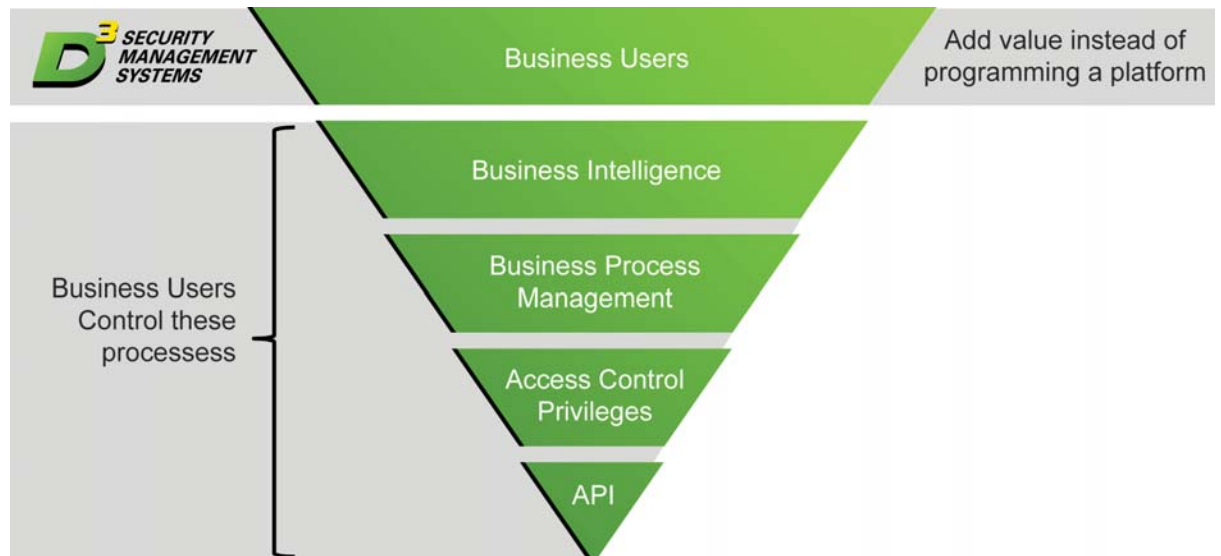 D3 SECURITY
MANAGEMENT
SYSTEMS
Business Users
Add value instead of
programming a platform
Business Intelligence
Business Process
Management
Business Users
Control these
processess
Access Control
Privileges
API